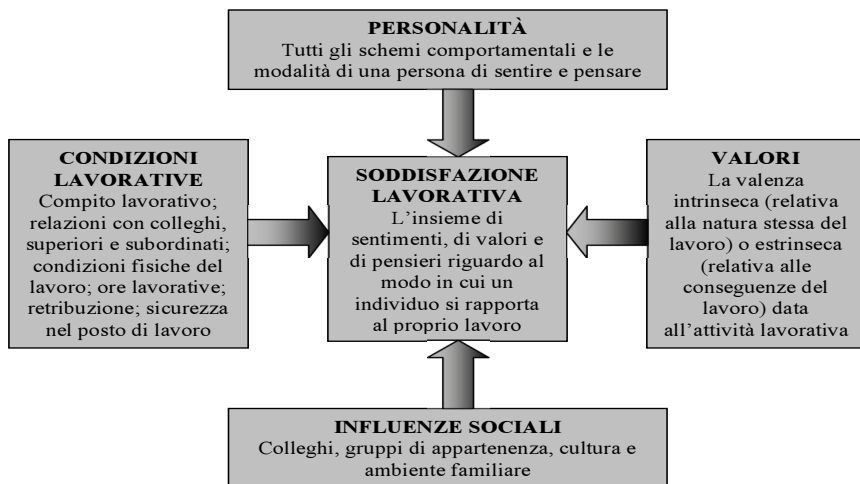 PERSONALITÀ
Tutti gli schemi comportamentali e le
modalità di una persona di sentire e pensare
CONDIZIONI
LAVORATIVE
Compito lavorativo;
relazioni con colleghi,
superiori e subordinati;
condizioni fisiche del
lavoro; ore lavorative;
retribuzione; sicurezza
nel posto di lavoro
SODDISFAZIONE
LAVORATIVA
L'insieme di
sentimenti, di valori e
di pensieri riguardo al
modo in cui un
individuo si rapporta
al proprio lavoro
VALORI
La valenza
intrinseca (relativa
alla natura stessa del
lavoro) o estrinseca
(relativa alle
conseguenze del
lavoro) data
all'attività lavorativa
INFLUENZE SOCIALI
Colleghi, gruppi di appartenenza, cultura e
ambiente familiare